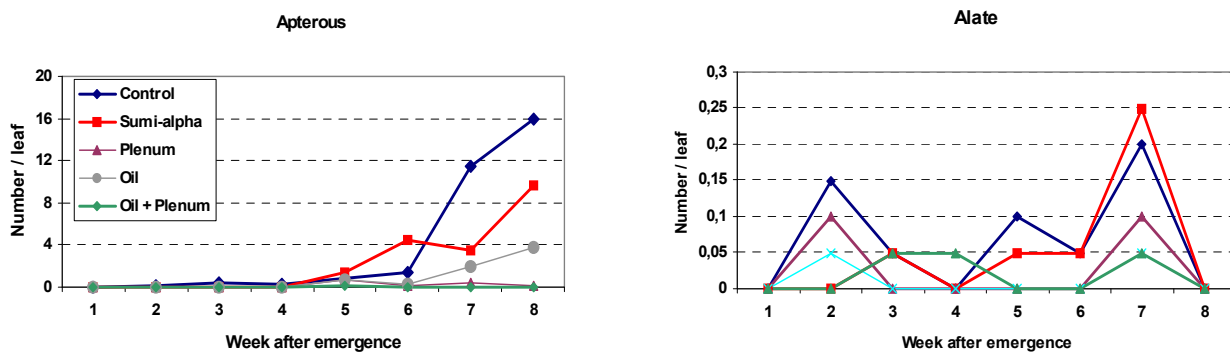 Apterous
20
16
12
8
4
0
Number / leaf
Control
Sumi-alpha
Plenum
Oil
Oil + Plenum
1 2 3 4 5 6 7 8
Week after emergence
Alate
0,3
0,25
0,2
0,15
0,1
0,05
0
Number / leaf
1 2 3 4 5 6 7 8
Week after emergence